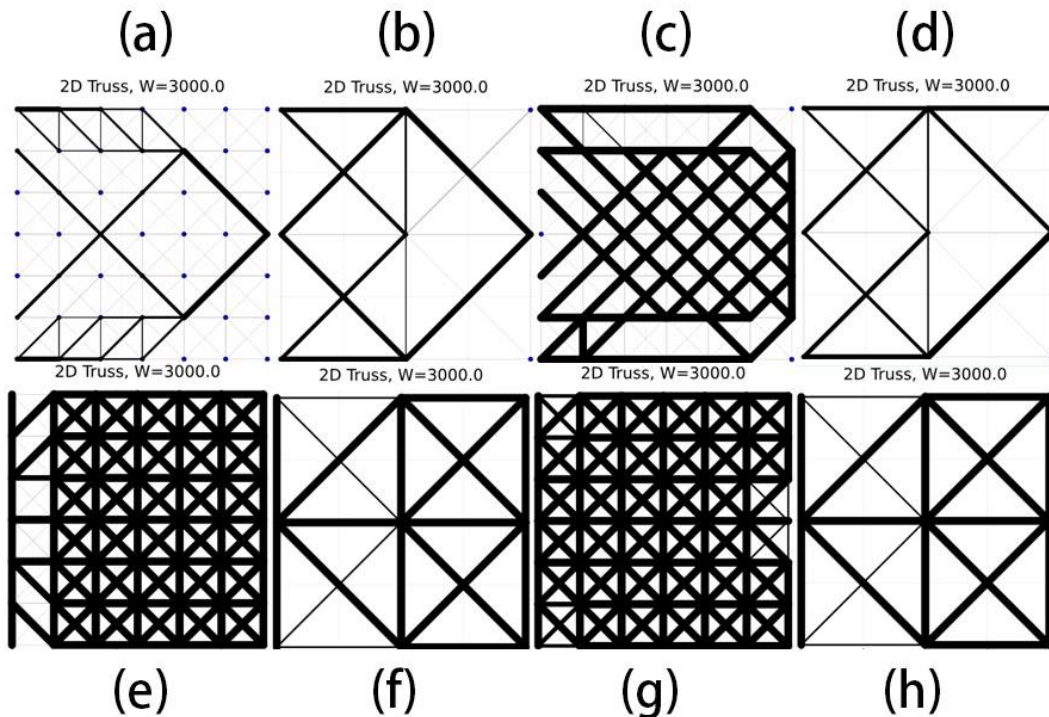 (a) (b) (c) (d)
2D Truss, W=3000.0 2D Truss, W=3000.0 2D Truss, W=3000.0 2D Truss, W=3000.0
2D Truss, W=3000.0 2D Truss, W=3000.0 2D Truss, W=3000.0 2D Truss, W=3000.0
(e) (f) (g) (h)